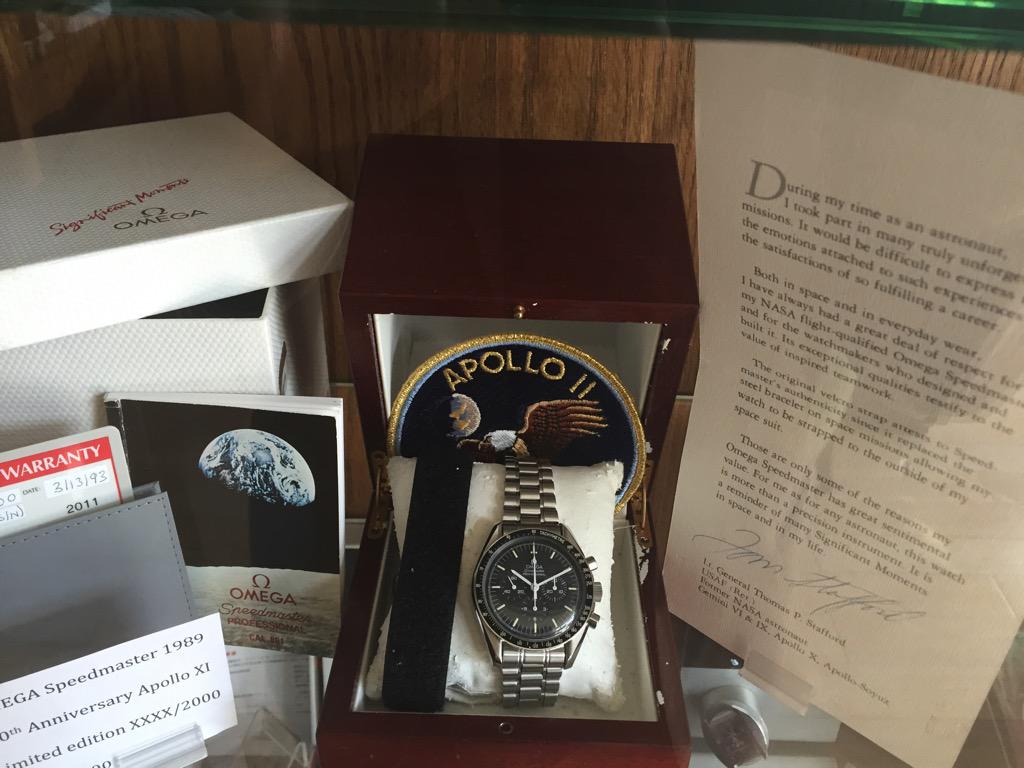 Significant Moments
Ω
OMEGA
WARRANTY
00 DATE: 3/13/93
(S/N) 2011
Ω
OMEGA
Speedmaster
PROFESSIONAL
CAL. 861
EGA Speedmaster 1989
0th Anniversary Apollo XI
imited edition XXXX/2000
00
APOLLO 11
OMEGA
During my time as an astronaut,
I took part in many truly unforge
missions. It would be difficult to express
the emotions attached to such experiences
the satisfactions of so fulfilling a career.
Both in space and in everyday wear,
I have always had a great deal of respect for
my NASA flight-qualified Omega Speedmas
and for the watchmakers who designed and
built it. Its exceptional qualities testify to the
value of inspired teamwork.
The original velcro strap attests to Speed-
master's authenticity since it replaced the
steel bracelet on space missions allowing my
watch to be strapped to the outside of my
space suit.
Those are only some of the reasons my
Omega Speedmaster has great sentimental
value. For me as for any astronaut, this watch
is more than a precision instrument. It is
a reminder of many Significant Moments
in space and in my life.
Tom Stafford
Lt. General Thomas P. Stafford
USAF (Ret.)
Former NASA astronaut
Gemini VI & IX, Apollo X, Apollo-Soyuz